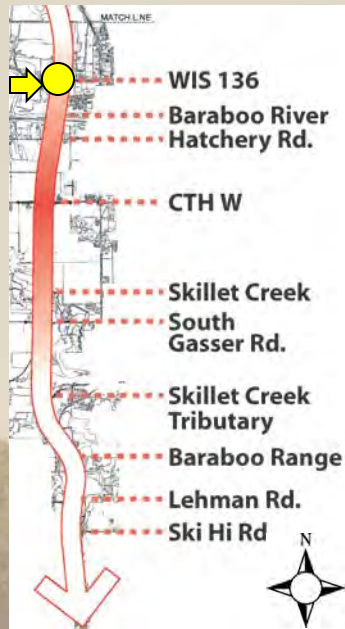 MATCH LINE
WIS 136
Baraboo River
Hatchery Rd.
CTH W
Skillet Creek
South
Gasser Rd.
Skillet Creek
Tributary
Baraboo Range
Lehman Rd.
Ski Hi Rd
N